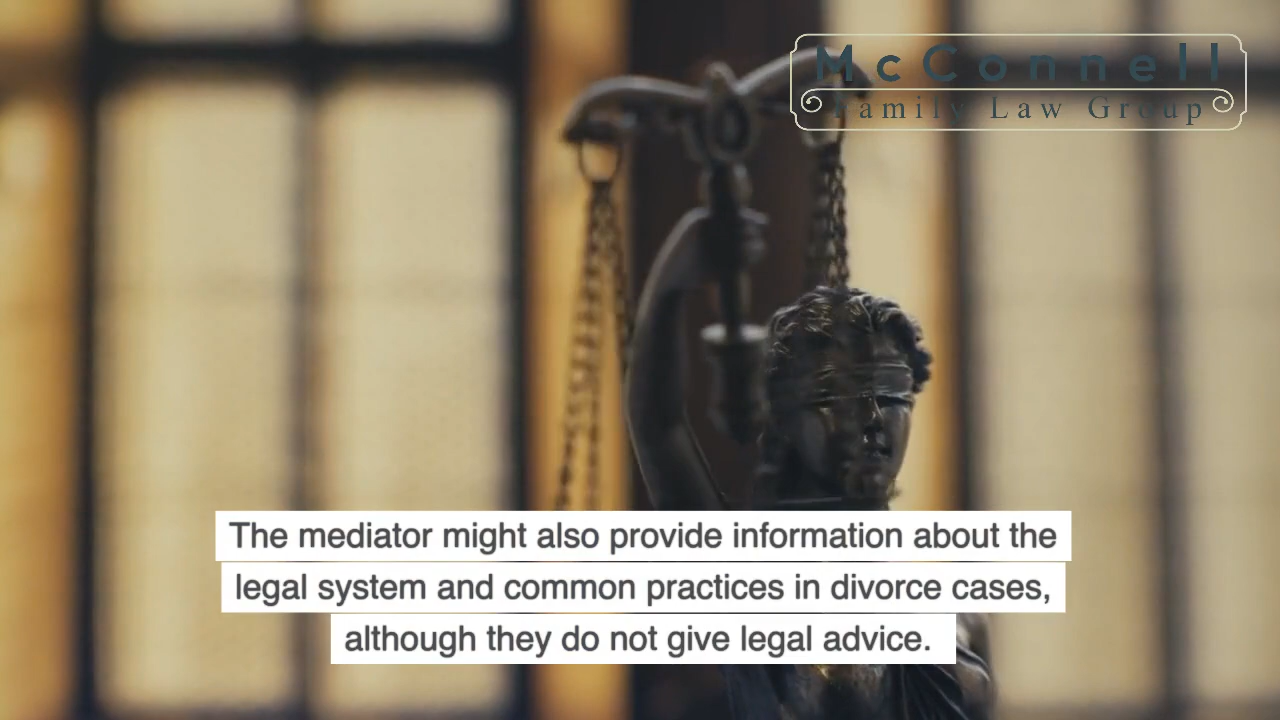 McConnell
Family Law Group
The mediator might also provide information about the
legal system and common practices in divorce cases,
although they do not give legal advice.